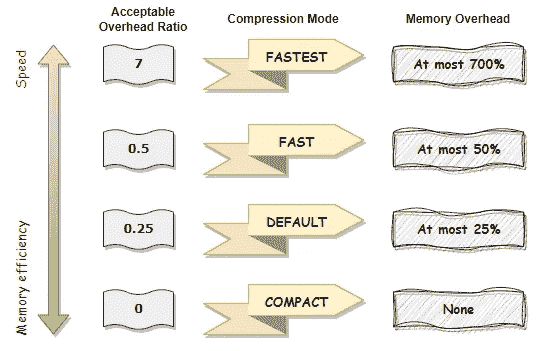 Acceptable
Overhead Ratio
Compression Mode
Memory Overhead
Speed
7
FASTEST
At most 700%
0.5
FAST
At most 50%
0.25
DEFAULT
At most 25%
Memory efficiency
0
COMPACT
None